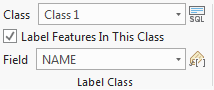 Class Class 1 SQL
Label Features In This Class
Field NAME
Label Class